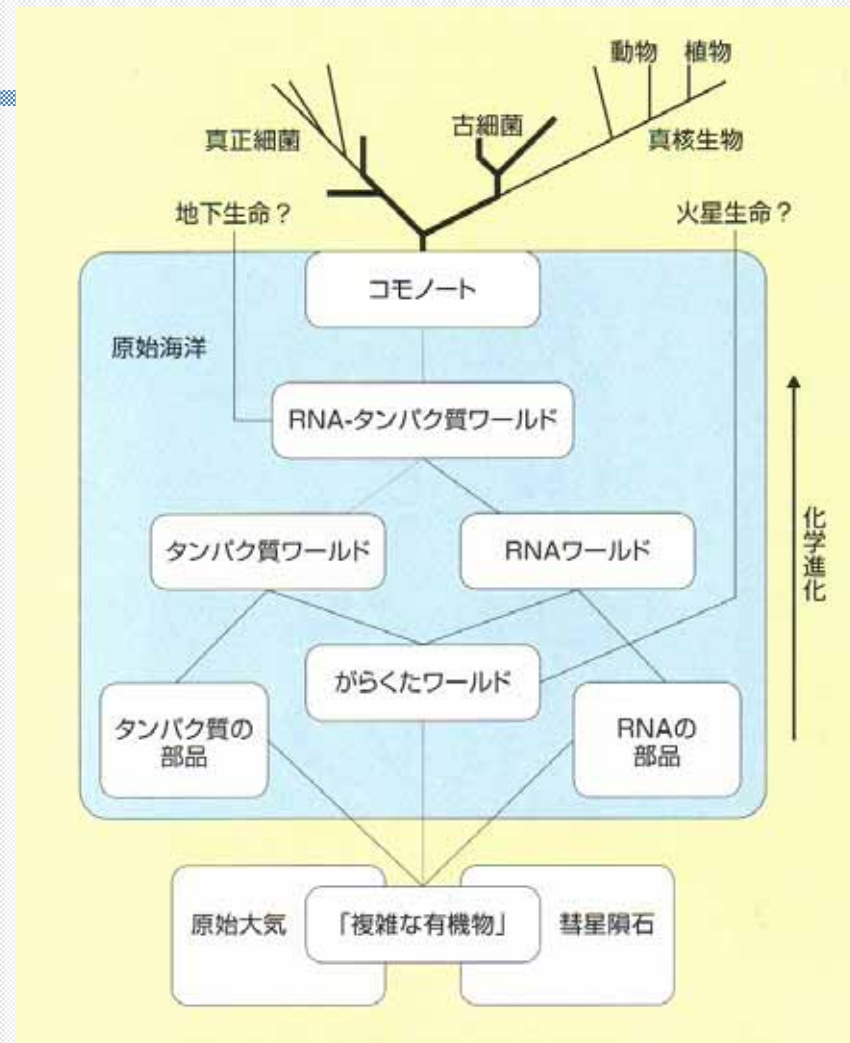 動物
植物
真正細菌
古細菌
真核生物
地下生命？
火星生命？
コモノート
原始海洋
RNA-タンパク質ワールド
タンパク質ワールド
RNAワールド
化学進化
がらくたワールド
タンパク質の
部品
RNAの
部品
原始大気
「複雑な有機物」
彗星隕石